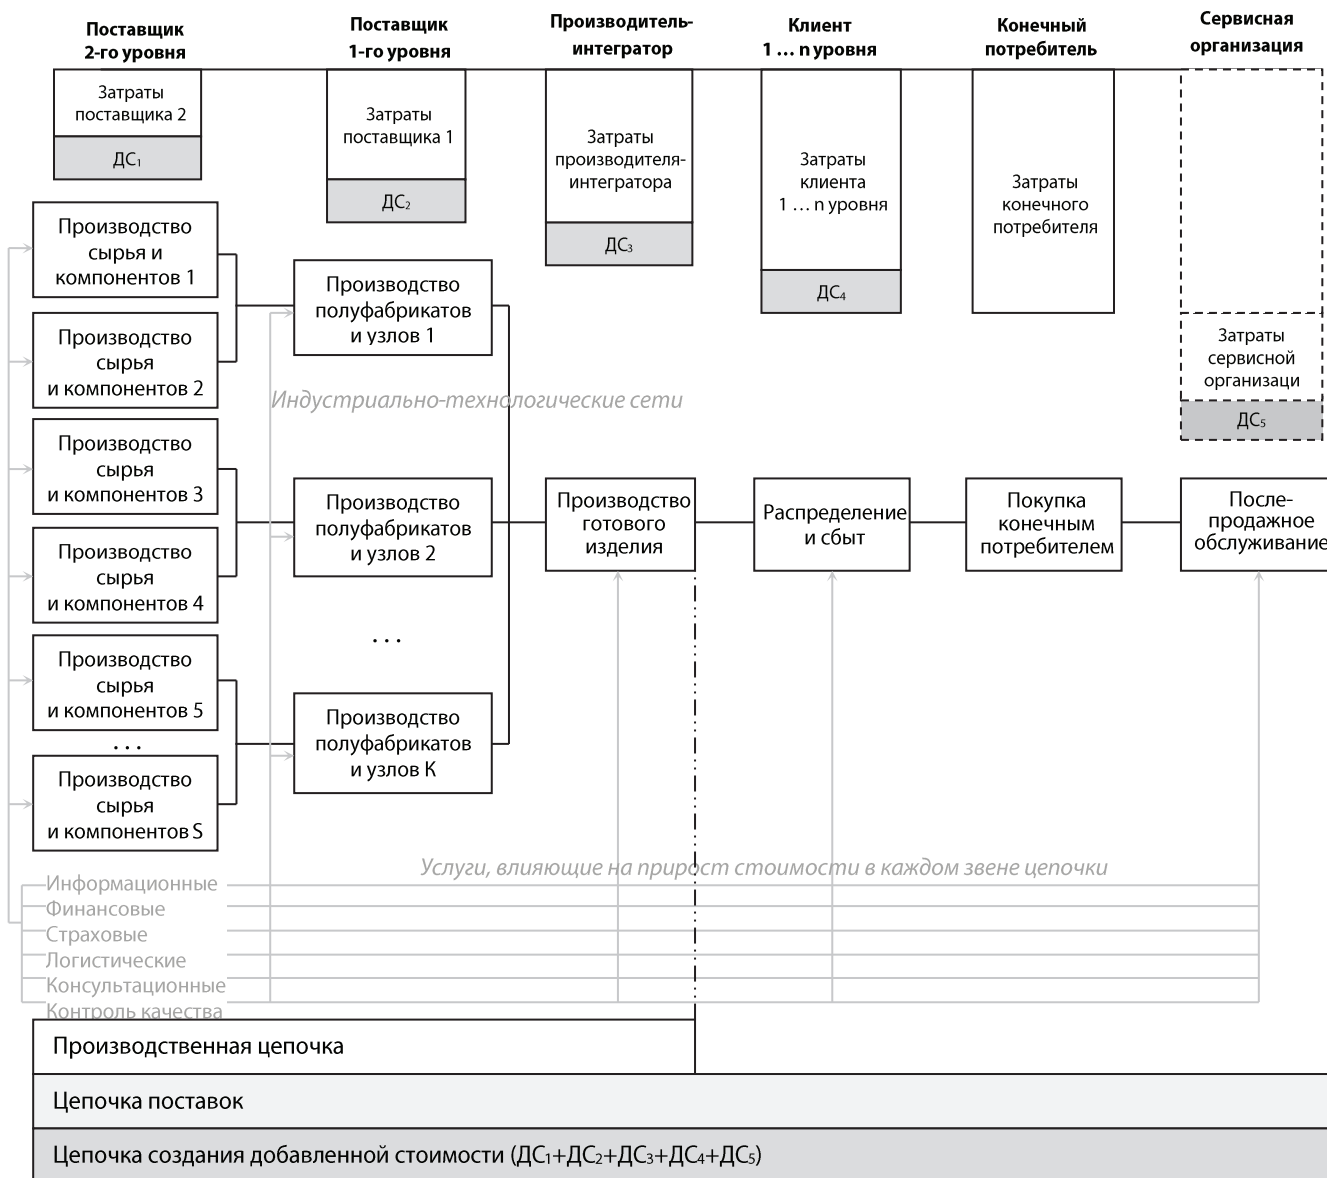 Поставщик
2-го уровня
Поставщик
1-го уровня
Производитель-
интегратор
Клиент
1 ... n уровня
Конечный
потребитель
Сервисная
организация
Затраты
поставщика 2
ДС₁
Затраты
поставщика 1
ДС₂
Затраты
производителя-
интегратора
ДС₃
Затраты
клиента
1 ... n уровня
ДС₄
Затраты
конечного
потребителя
Затраты
сервисной
организаци
ДС₅
Производство
сырья и
компонентов 1
Производство
сырья
и компонентов 2
Производство
сырья
и компонентов 3
Производство
сырья
и компонентов 4
Производство
сырья
и компонентов 5
...
Производство
сырья
и компонентов S
Производство
полуфабрикатов
и узлов 1
Индустриально-технологические сети
Производство
полуфабрикатов
и узлов 2
...
Производство
полуфабрикатов
и узлов К
Производство
готового
изделия
Распределение
и сбыт
Покупка
конечным
потребителем
После-
продажное
обслуживание
Услуги, влияющие на прирост стоимости в каждом звене цепочки
Информационные
Финансовые
Страховые
Логистические
Консультационные
Контроль качества
Производственная цепочка
Цепочка поставок
Цепочка создания добавленной стоимости (ДС₁+ДС₂+ДС₃+ДС₄+ДС₅)